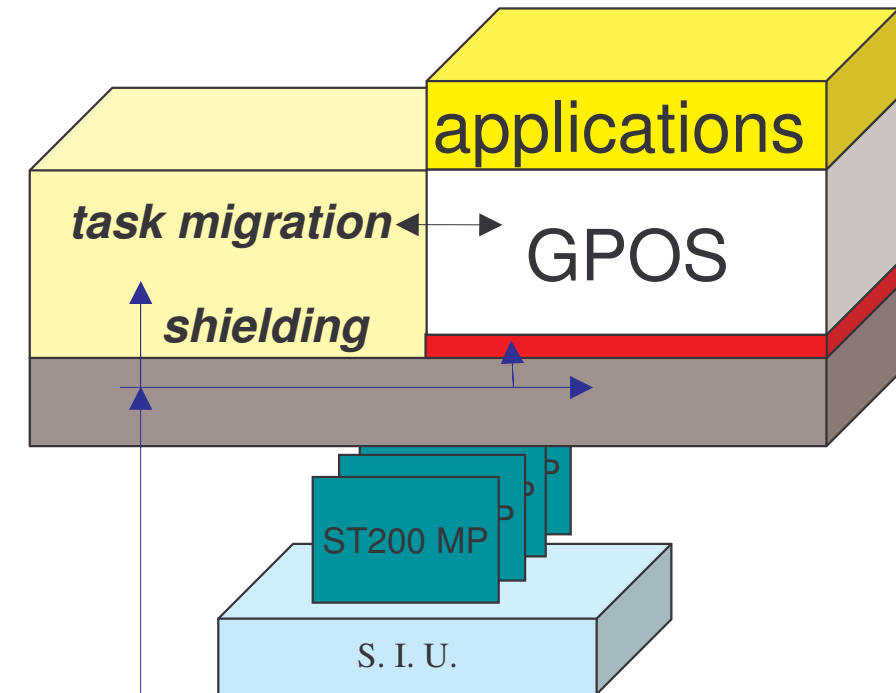 applications
task migration
GPOS
shielding
P
P
P
ST200 MP
S. I. U.